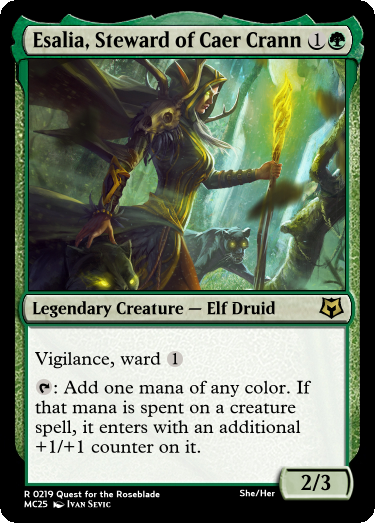 Esalia, Steward of Caer Crann 1
Legendary Creature — Elf Druid
Vigilance, ward 1
: Add one mana of any color. If
that mana is spent on a creature
spell, it enters with an additional
+1/+1 counter on it.
2/3
R 0219 Quest for the Roseblade She/Her
MC25 Ivan Sevic